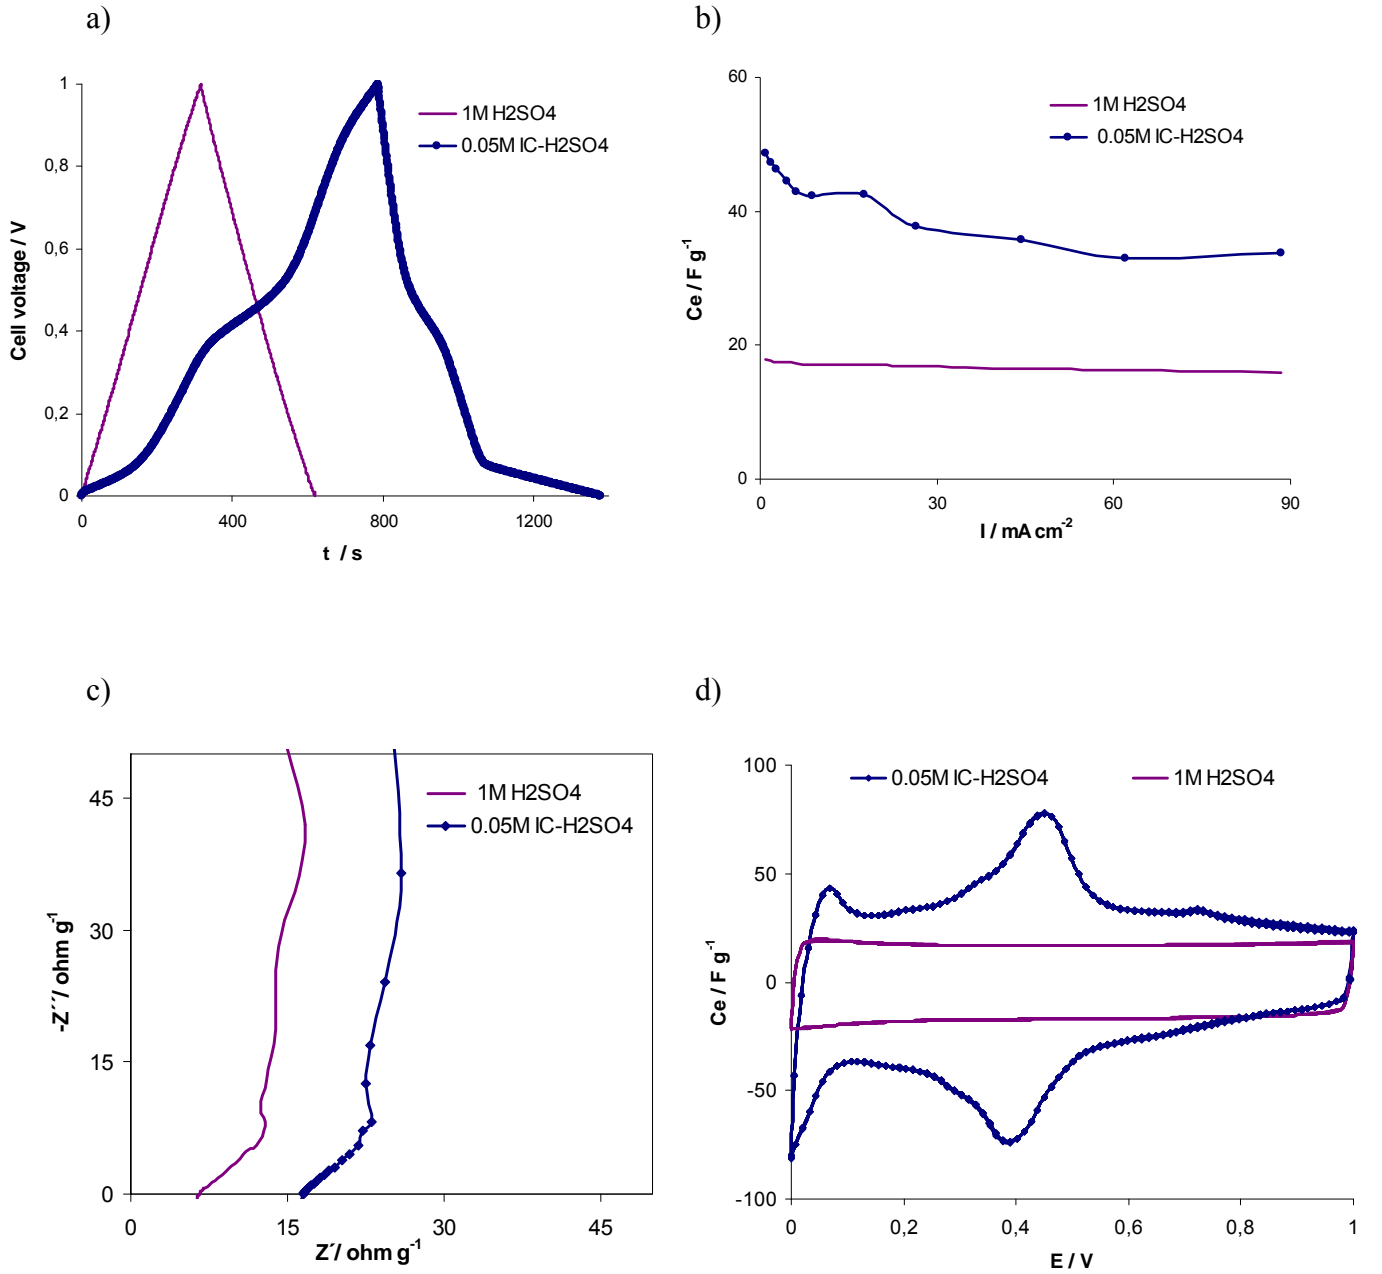 a)
1
0,8
0,6
0,4
0,2
0
0
400
800
1200
Cell voltage / V
t / s
1M H2SO4
0.05M IC-H2SO4
b)
60
40
20
0
0
30
60
90
Ce / F g-1
I / mA cm-2
1M H2SO4
0.05M IC-H2SO4
c)
45
30
15
0
0
15
30
45
-Z´´/ ohm g-1
Z´/ ohm g-1
1M H2SO4
0.05M IC-H2SO4
d)
100
50
0
-50
-100
0
0,2
0,4
0,6
0,8
1
Ce / F g-1
E / V
0.05M IC-H2SO4
1M H2SO4